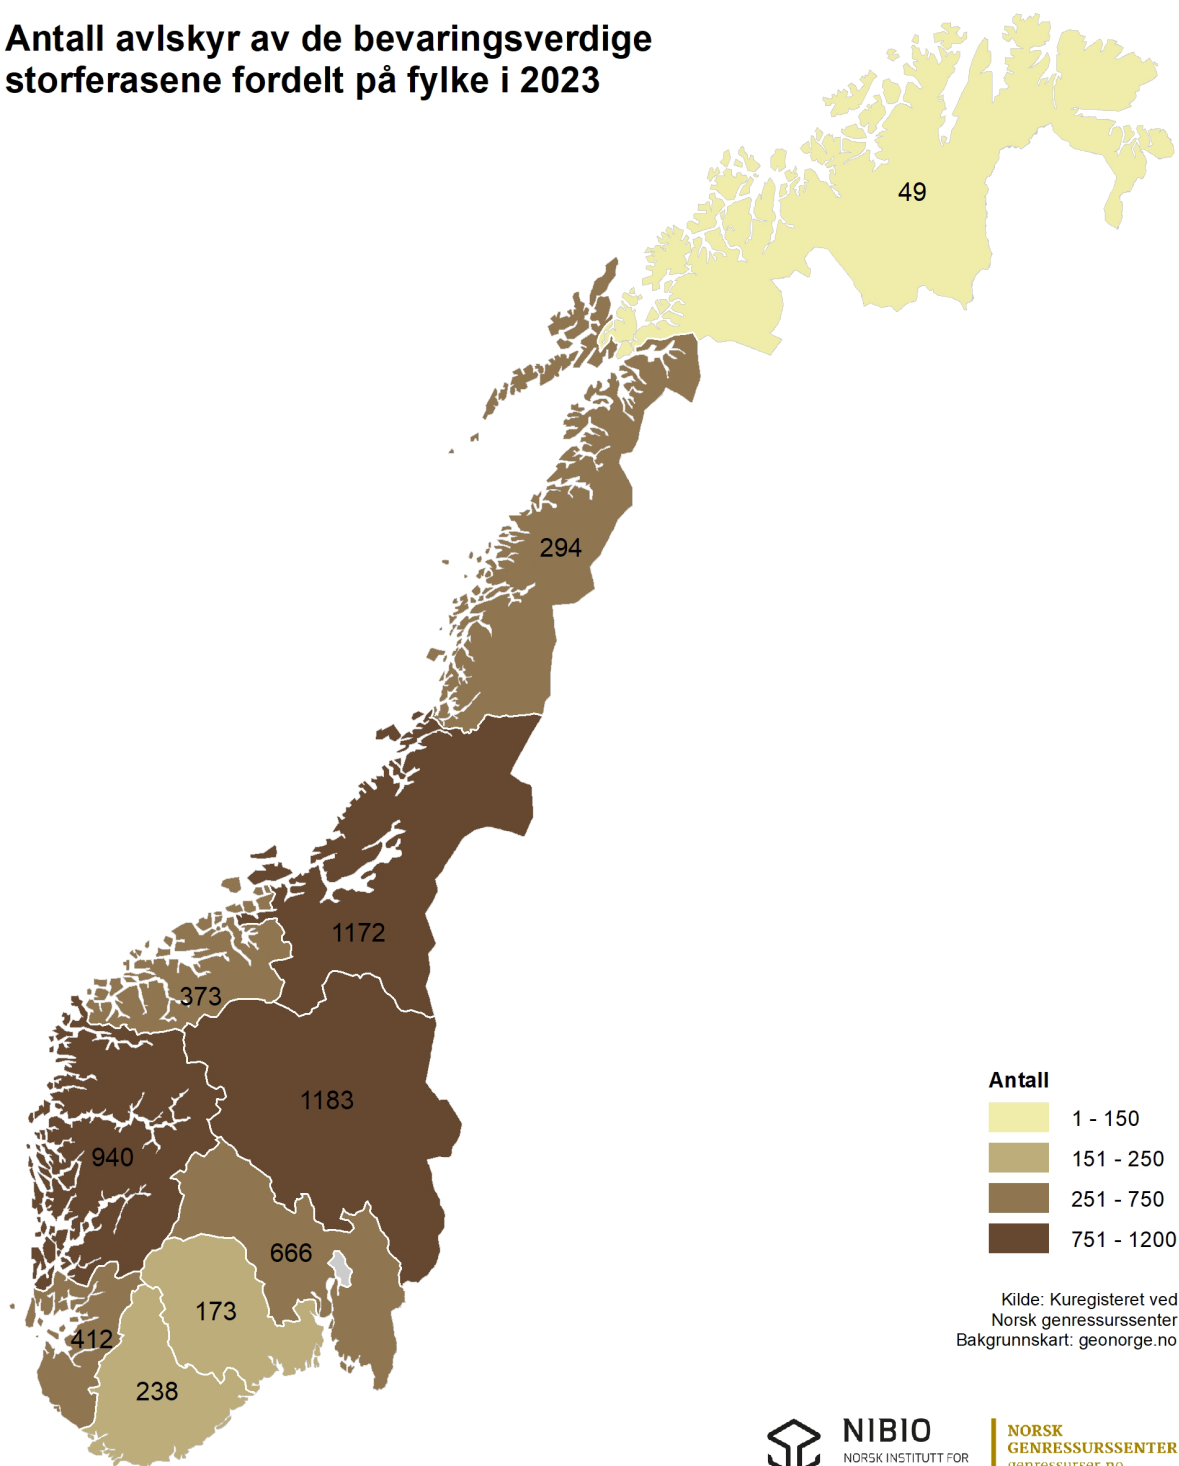 Antall avlskyr av de bevaringsverdige
storferasene fordelt på fylke i 2023
49
294
1172
373
1183
940
666
173
412
238
Antall
1 - 150
151 - 250
251 - 750
751 - 1200
Kilde: Kuregisteret ved
Norsk genressurssenter
Bakgrunnskart: geonorge.no
NIBIO
NORSK INSTITUTT FOR
NORSK
GENRESSURSSENTER
genressurser.no